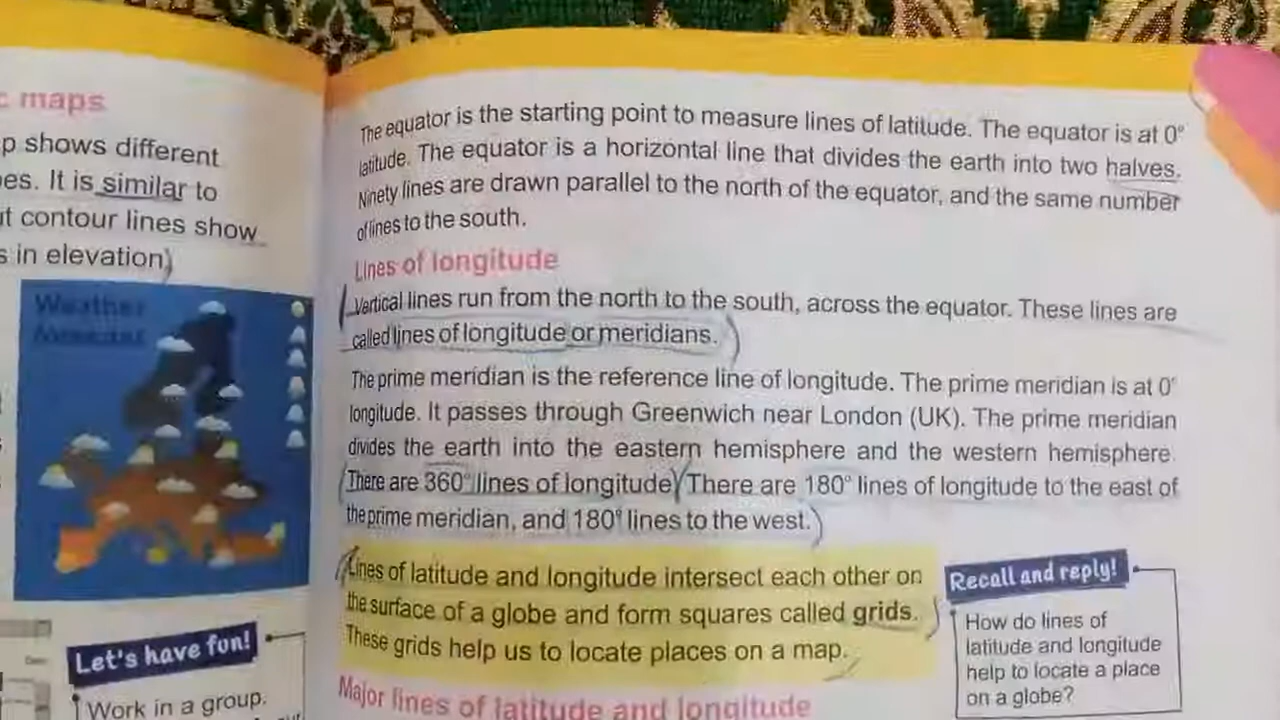 c maps
p shows different
es. It is similar to
t contour lines show
s in elevation)
Weather
forecast
Let's have fun!
Work in a group.
The equator is the starting point to measure lines of latitude. The equator is at 0°
latitude. The equator is a horizontal line that divides the earth into two halves.
Ninety lines are drawn parallel to the north of the equator, and the same number
of lines to the south.
Lines of longitude
Vertical lines run from the north to the south, across the equator. These lines are
called lines of longitude or meridians.
The prime meridian is the reference line of longitude. The prime meridian is at 0°
longitude. It passes through Greenwich near London (UK). The prime meridian
divides the earth into the eastern hemisphere and the western hemisphere.
There are 360° lines of longitude. There are 180° lines of longitude to the east of
the prime meridian, and 180° lines to the west.
Lines of latitude and longitude intersect each other on
the surface of a globe and form squares called grids.
These grids help us to locate places on a map.
Recall and reply!
How do lines of
latitude and longitude
help to locate a place
on a globe?
Major lines of latitude and longitude